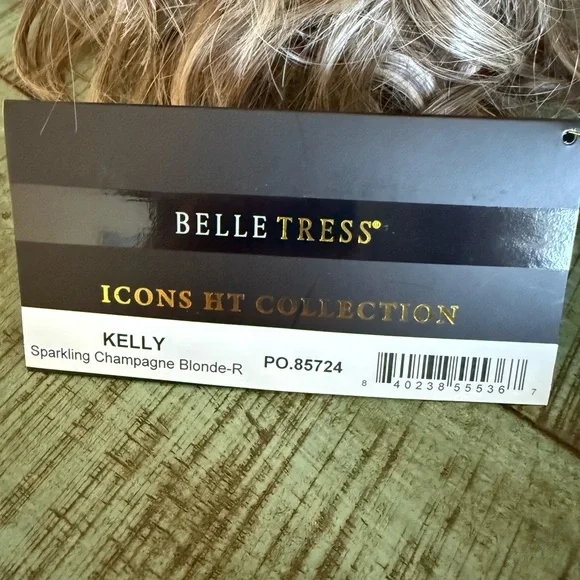 BELLE TRESS®
ICONS HT COLLECTION
KELLY
Sparkling Champagne Blonde-R PO.85724
8 40238 55536 7